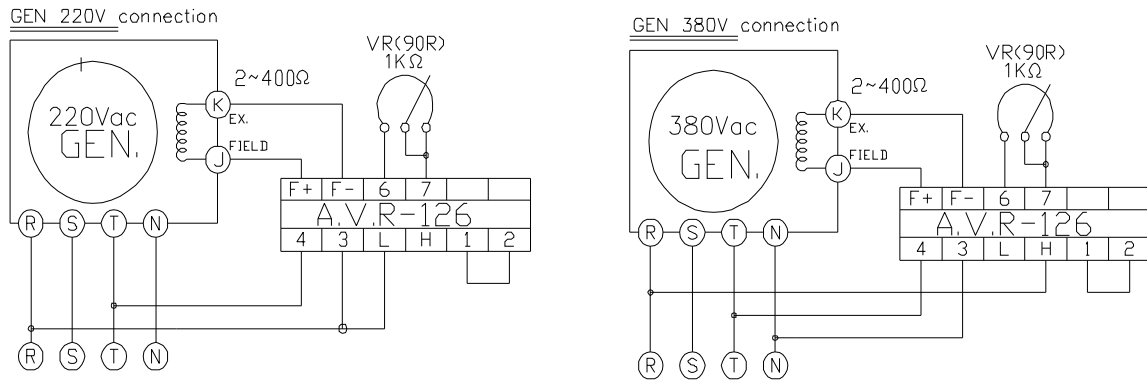 GEN 220V connection
VR(90R)
1KΩ
2~400Ω
220Vac
GEN.
K
EX.
J
FIELD
F+ F- 6 7
A.V.R-126
4 3 L H 1 2
R S T N
R S T N
GEN 380V connection
VR(90R)
1KΩ
2~400Ω
380Vac
GEN.
K
EX.
J
FIELD
F+ F- 6 7
A.V.R-126
4 3 L H 1 2
R S T N
R S T N